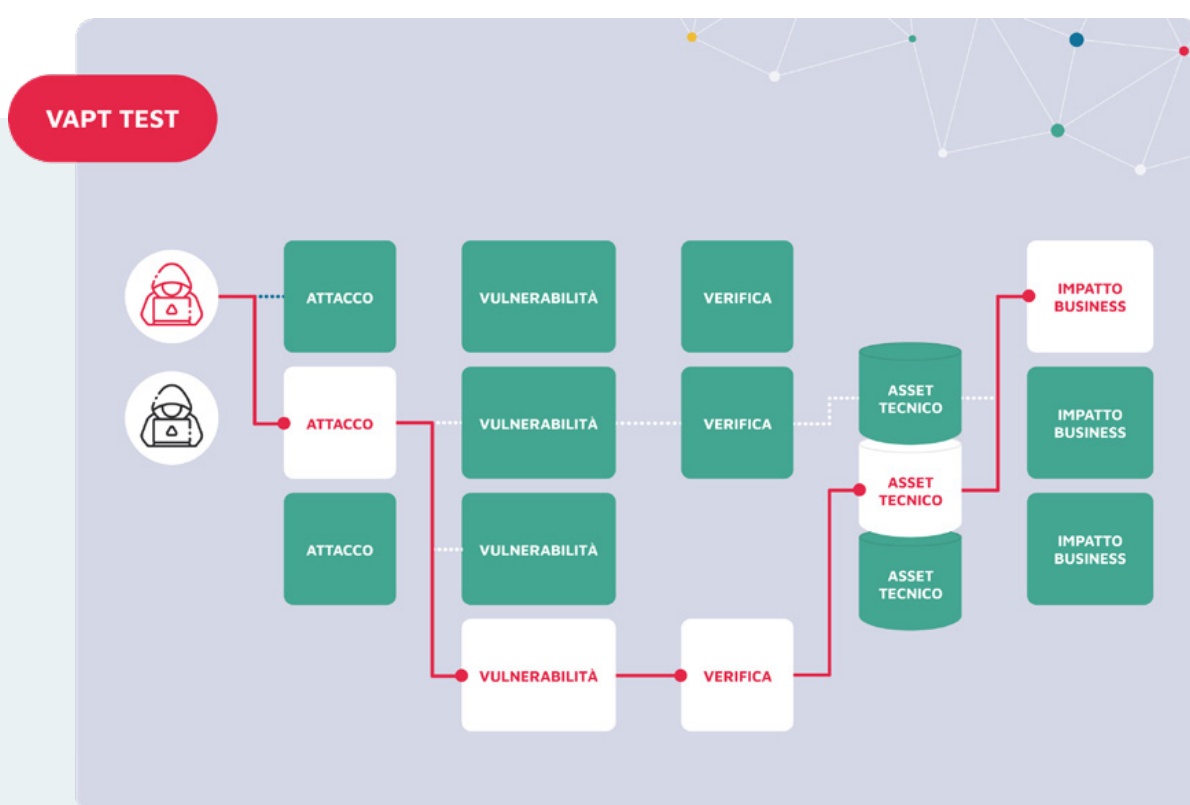 VAPT TEST
ATTACCO
VULNERABILITÀ
VERIFICA
IMPATTO
BUSINESS
ATTACCO
VULNERABILITÀ
VERIFICA
ASSET
TECNICO
IMPATTO
BUSINESS
ASSET
TECNICO
ATTACCO
VULNERABILITÀ
ASSET
TECNICO
IMPATTO
BUSINESS
VULNERABILITÀ
VERIFICA